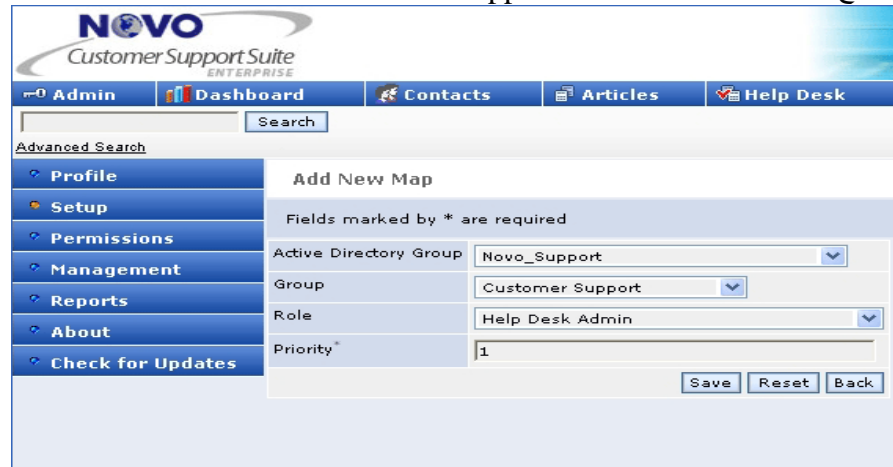 NOVO
Customer Support Suite
ENTERPRISE
Admin Dashboard Contacts Articles Help Desk
Search
Advanced Search
Profile
Setup
Permissions
Management
Reports
About
Check for Updates
Add New Map
Fields marked by * are required
Active Directory Group Novo_Support
Group Customer Support
Role Help Desk Admin
Priority* 1
Save Reset Back